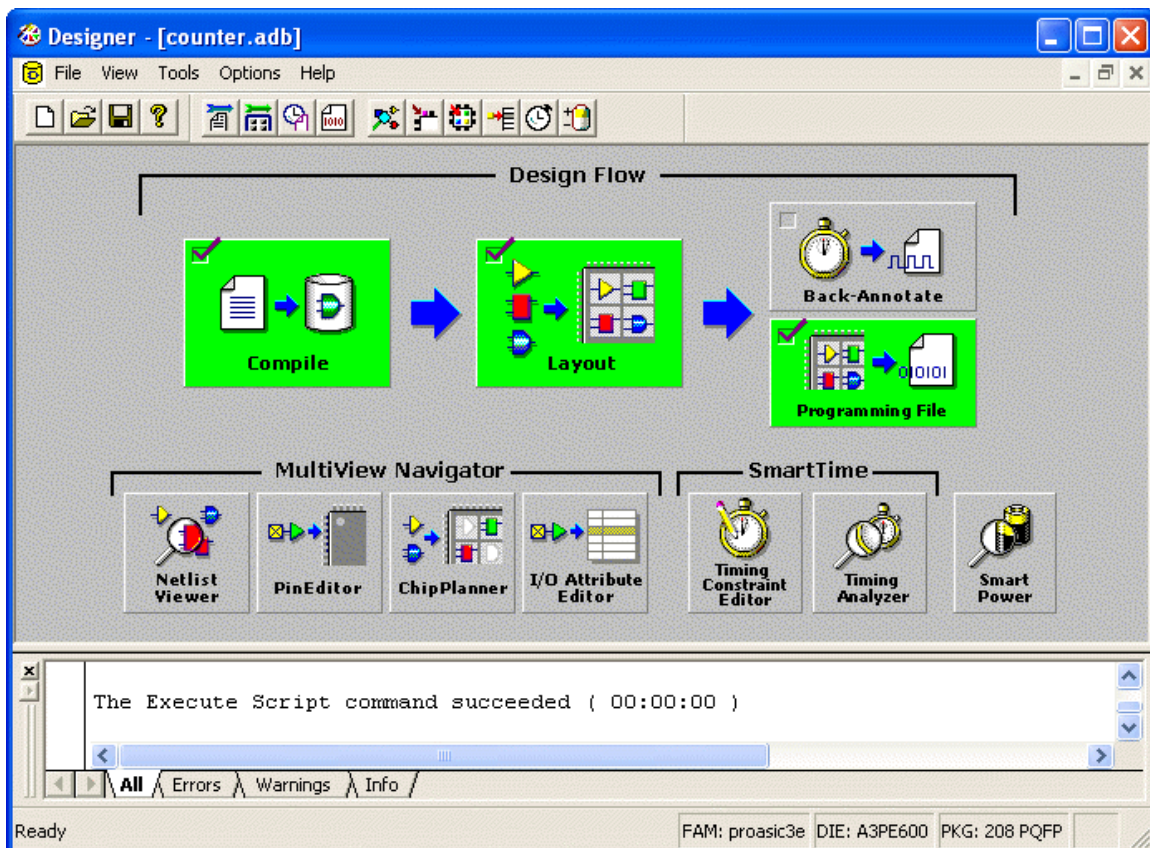 Designer - [counter.adb]
File View Tools Options Help
1010
Design Flow
Compile
Layout
Back-Annotate
010101
Programming File
MultiView Navigator
SmartTime
Netlist Viewer
PinEditor
ChipPlanner
I/O Attribute Editor
Timing Constraint Editor
Timing Analyzer
Smart Power
The Execute Script command succeeded ( 00:00:00 )
All Errors Warnings Info
Ready FAM: proasic3e DIE: A3PE600 PKG: 208 PQFP